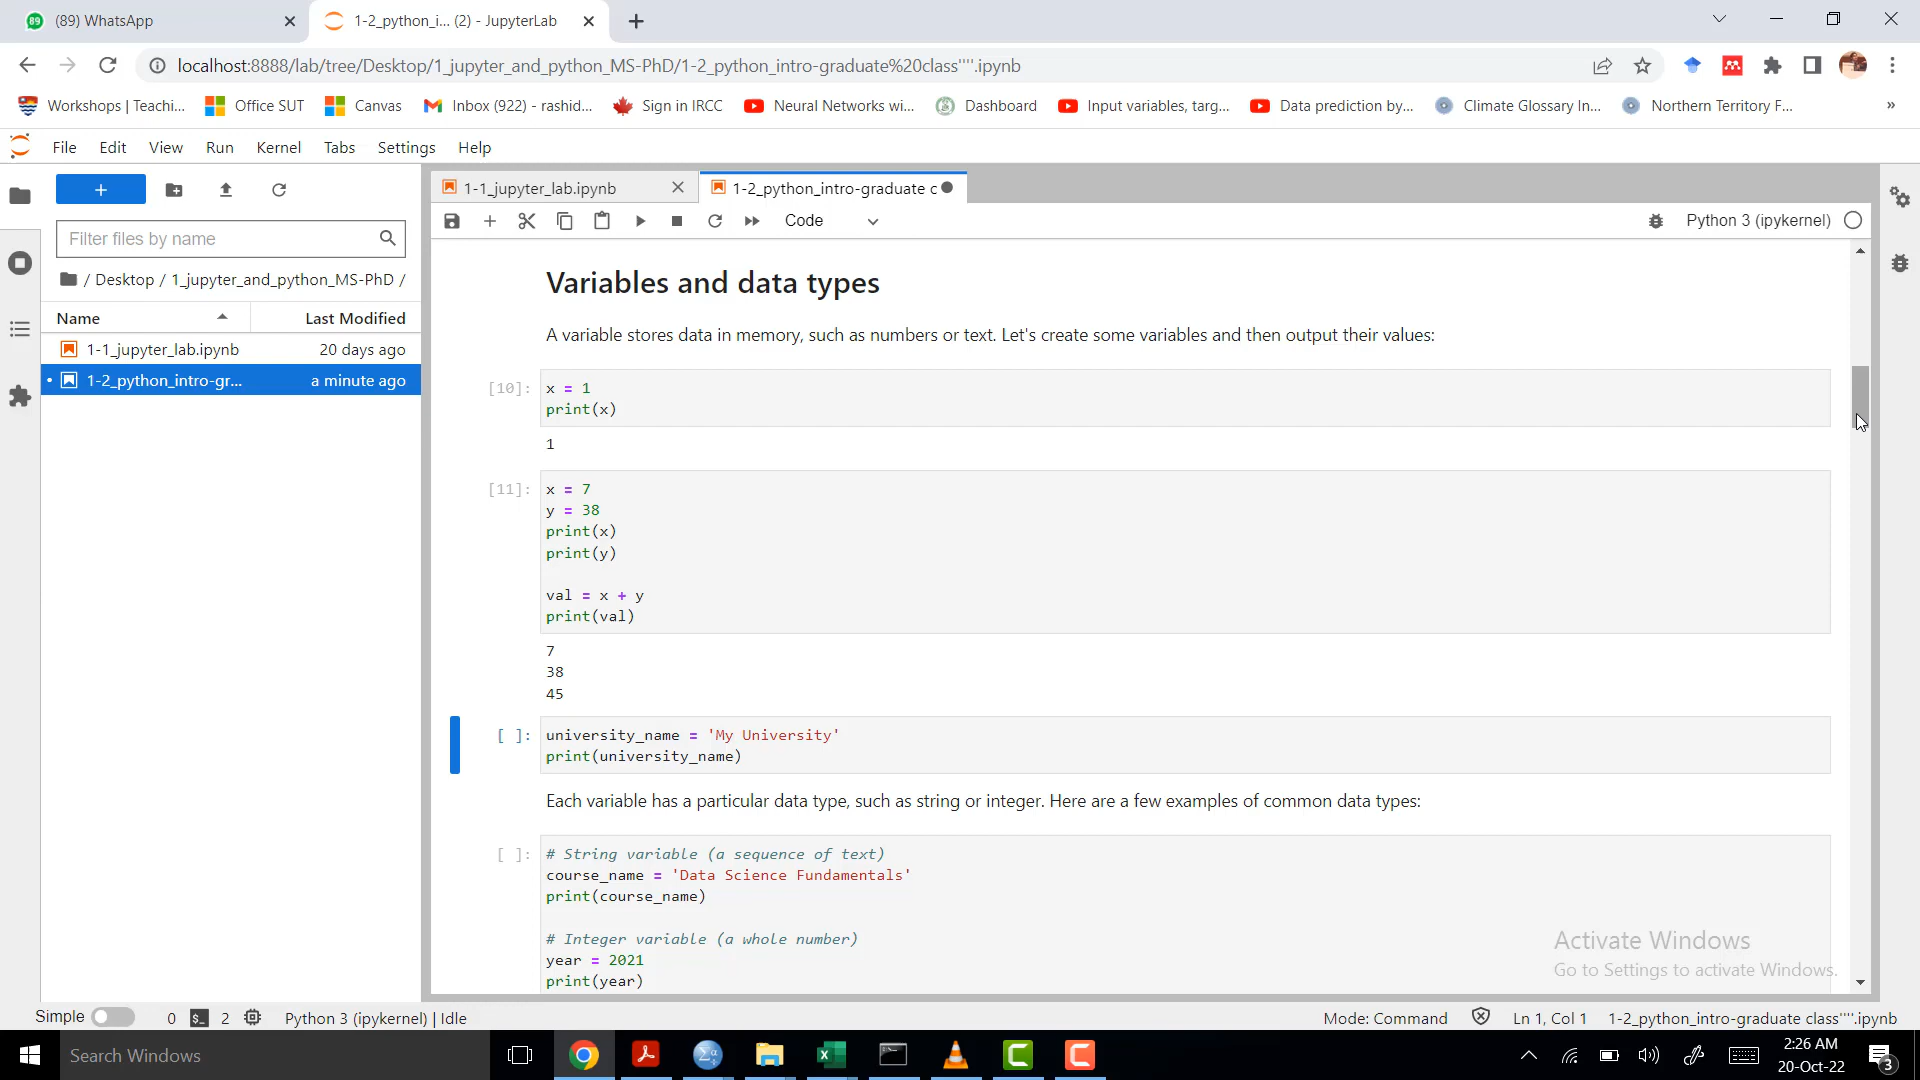 (89) WhatsApp
1-2_python_i... (2) - JupyterLab
localhost:8888/lab/tree/Desktop/1_jupyter_and_python_MS-PhD/1-2_python_intro-graduate%20class''''.ipynb
Workshops | Teachi... Office SUT Canvas Inbox (922) - rashid... Sign in IRCC Neural Networks wi... Dashboard Input variables, targ... Data prediction by... Climate Glossary In... Northern Territory F... »
File Edit View Run Kernel Tabs Settings Help
1-1_jupyter_lab.ipynb
1-2_python_intro-graduate c
Code
Python 3 (ipykernel)
Filter files by name
/ Desktop / 1_jupyter_and_python_MS-PhD /
Name Last Modified
1-1_jupyter_lab.ipynb 20 days ago
1-2_python_intro-gr... a minute ago
Variables and data types
A variable stores data in memory, such as numbers or text. Let's create some variables and then output their values:
[10]: x = 1
print(x)
1
[11]: x = 7
y = 38
print(x)
print(y)
val = x + y
print(val)
7
38
45
[ ]: university_name = 'My University'
print(university_name)
Each variable has a particular data type, such as string or integer. Here are a few examples of common data types:
[ ]: # String variable (a sequence of text)
course_name = 'Data Science Fundamentals'
print(course_name)
# Integer variable (a whole number)
year = 2021
print(year)
Activate Windows
Go to Settings to activate Windows.
Simple 0 2 Python 3 (ipykernel) | Idle Mode: Command Ln 1, Col 1 1-2_python_intro-graduate class''''.ipynb
Search Windows
2:26 AM
20-Oct-22
3